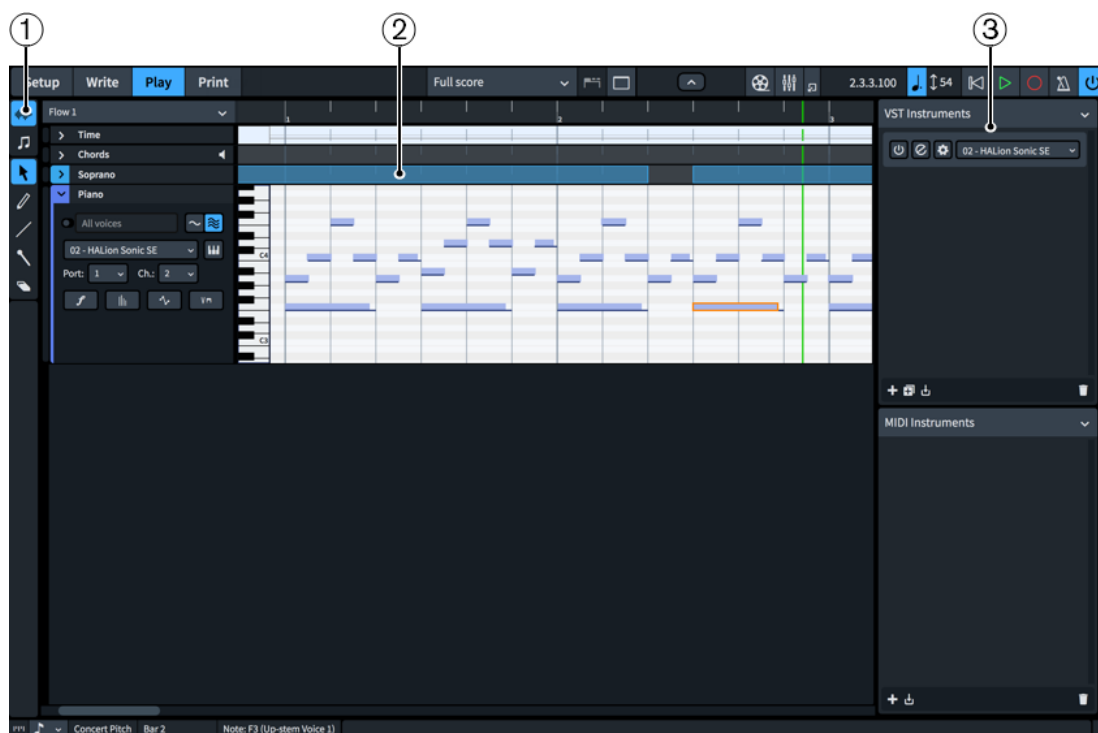 1 2 3
Setup Write Play Print Full score 2.3.3.100 54
Flow 1 1 2 3 VST Instruments
Time
Chords 02 - HALion Sonic SE
Soprano
Piano
All voices
02 - HALion Sonic SE C4
Port: 1 Ch.: 2
C3
MIDI Instruments
Concert Pitch Bar 2 Note: F3 (Up-stem Voice 1)